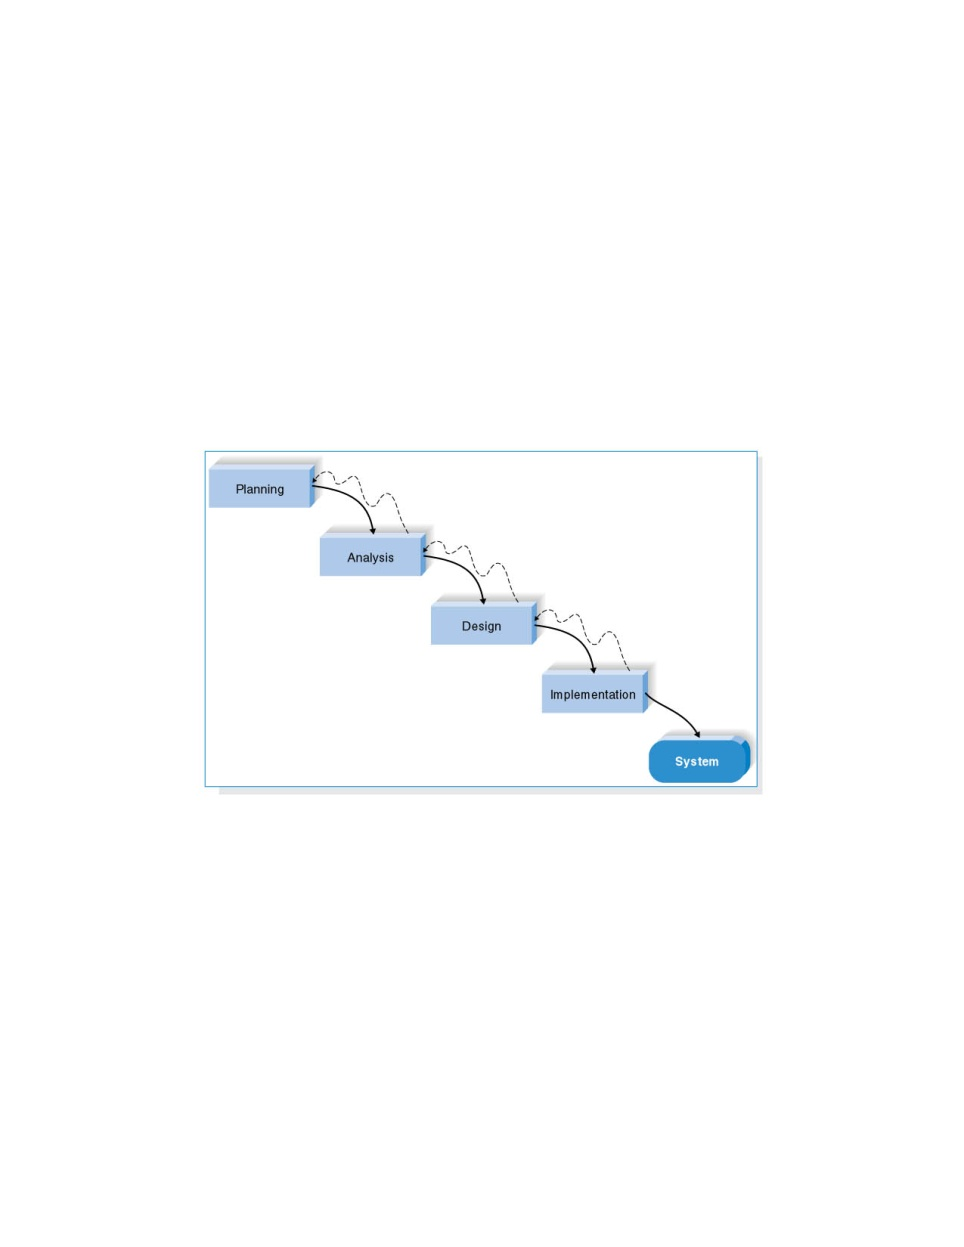 Planning
Analysis
Design
Implementation
System